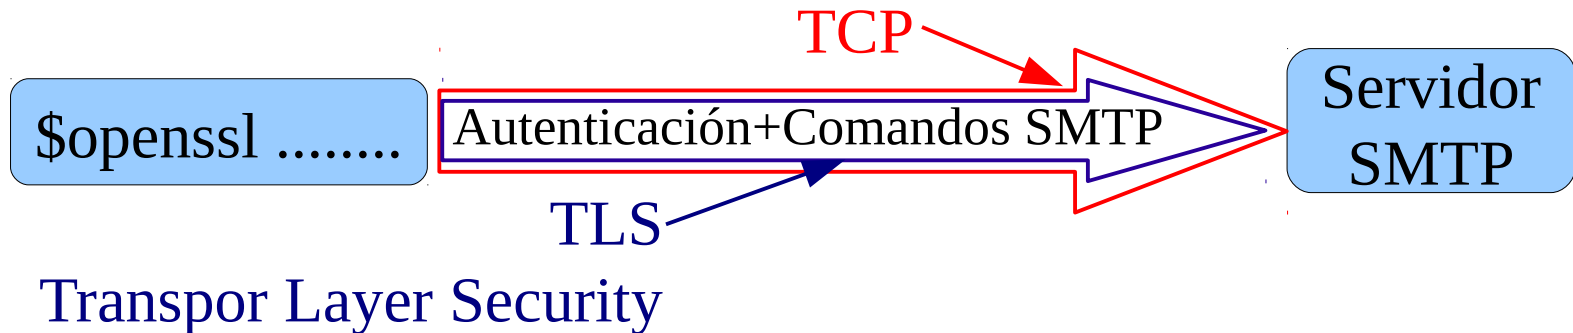 TCP
$openssl ........
Autenticación+Comandos SMTP
Servidor
SMTP
TLS
Transpor Layer Security